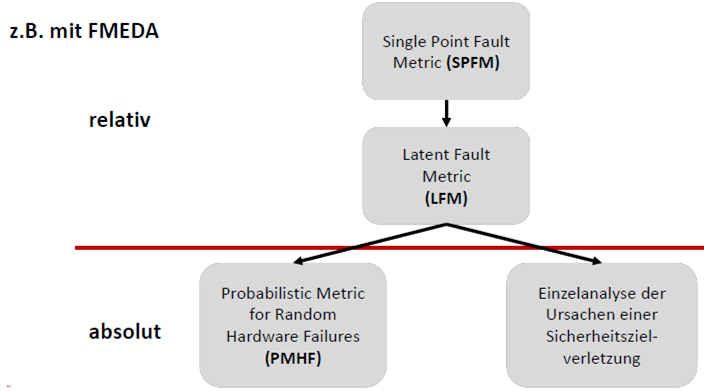 z.B. mit FMEDA
Single Point Fault
Metric (SPFM)
relativ
Latent Fault
Metric
(LFM)
Probabilistic Metric
for Random
Hardware Failures
(PMHF)
absolut
Einzelanalyse der
Ursachen einer
Sicherheitsziel-
verletzung